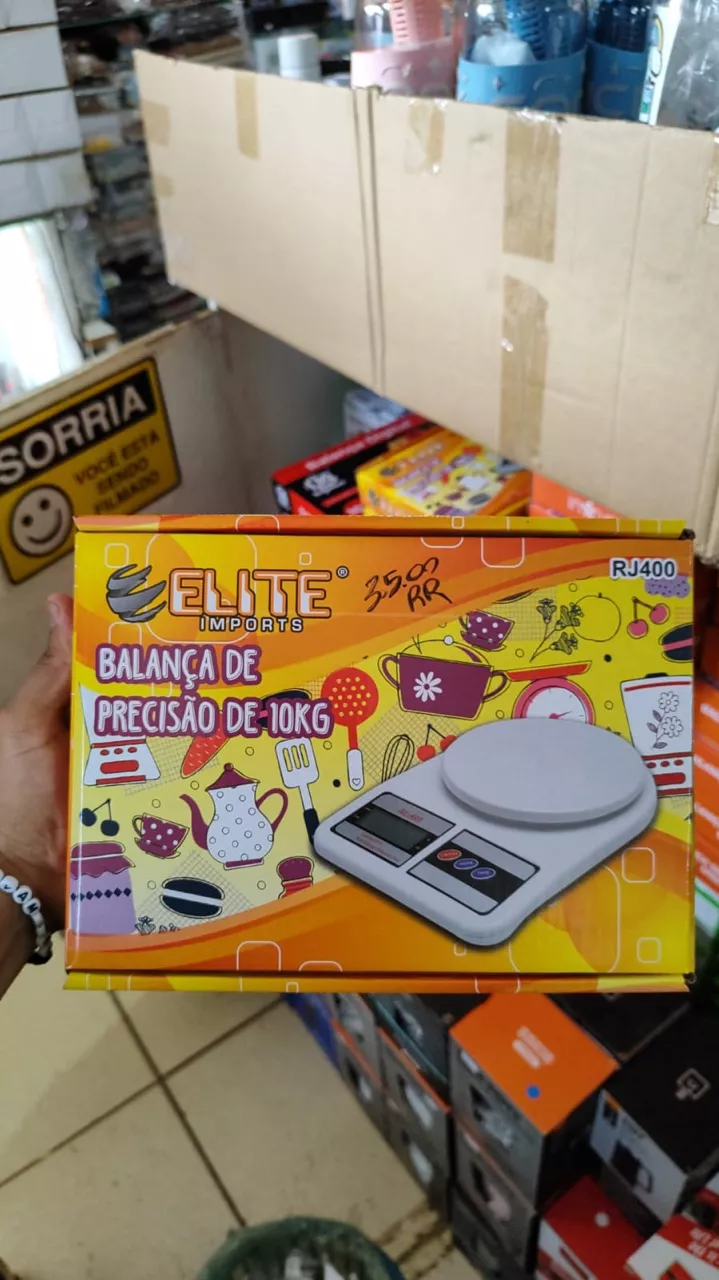 SORRIA
VOCÊ ESTÁ
SENDO
FILMADO
ELITE®
IMPORTS
35.00
RR
RJ400
BALANÇA DE
PRECISÃO DE 10KG